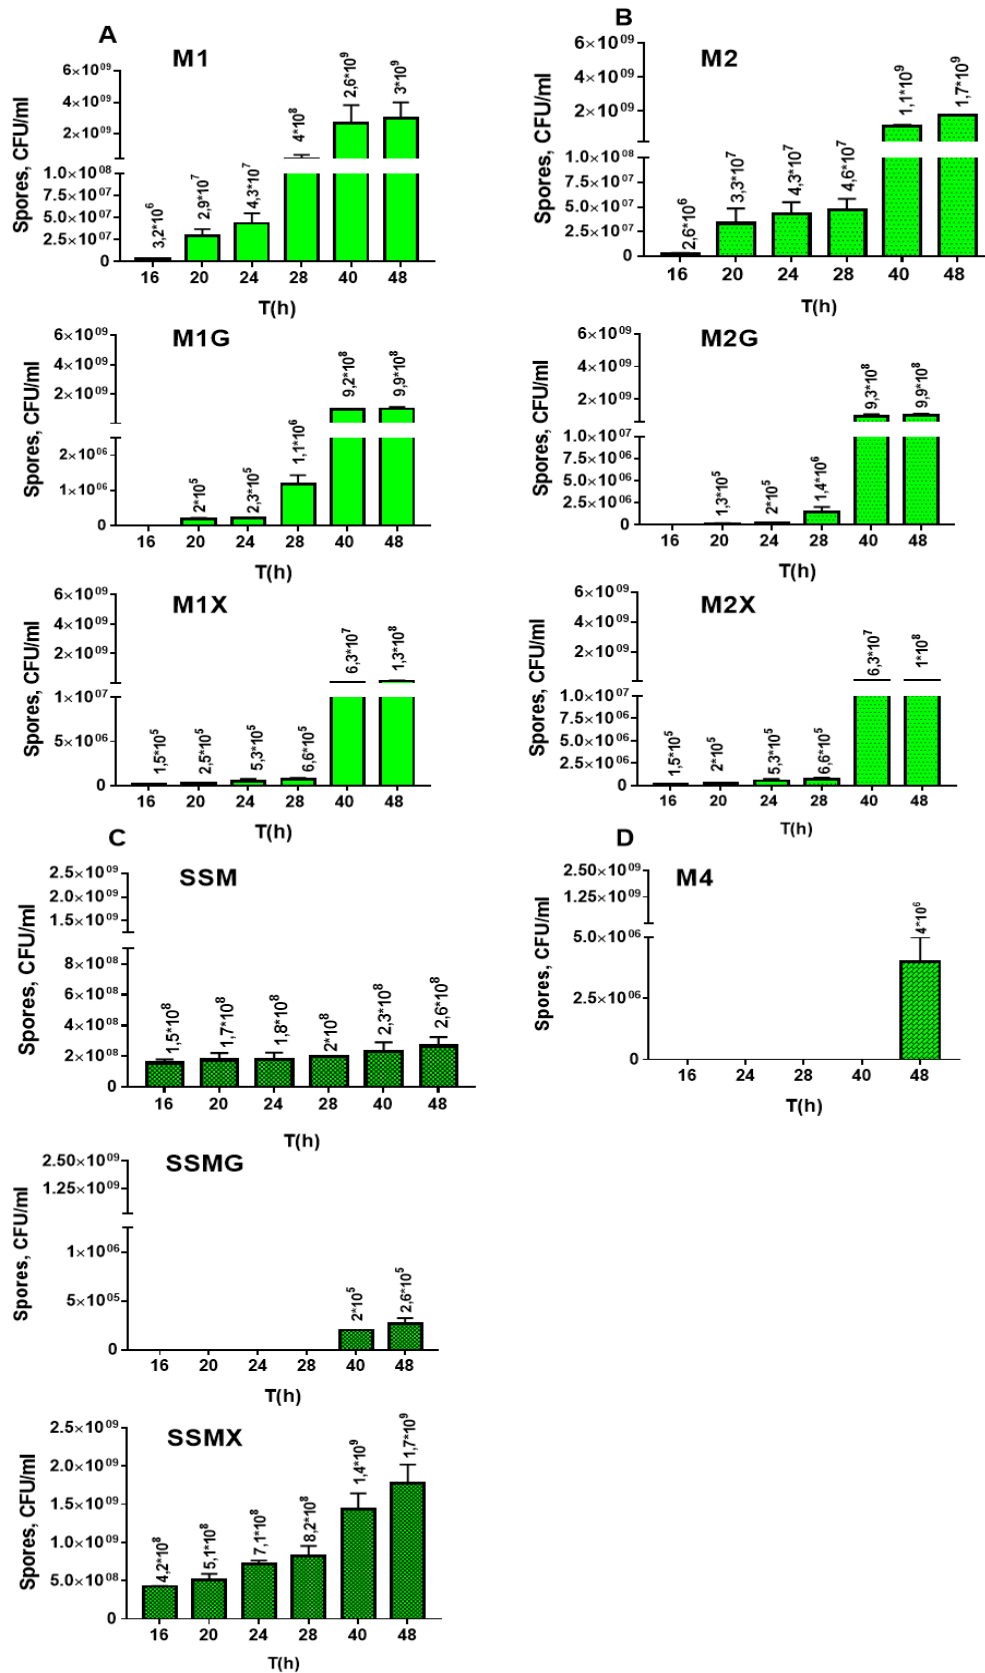 A
M1
Spores, CFU/ml
6×10⁰⁹
4×10⁰⁹
2×10⁰⁹
1.0×10⁰⁸
7.5×10⁰⁷
5.0×10⁰⁷
2.5×10⁰⁷
0
3,2*10⁶
2,9*10⁷
4,3*10⁷
4*10⁸
2,6*10⁹
3*10⁹
16 20 24 28 40 48
T(h)
B
M2
Spores, CFU/ml
6×10⁰⁹
4×10⁰⁹
2×10⁰⁹
1.0×10⁰⁸
7.5×10⁰⁷
5.0×10⁰⁷
2.5×10⁰⁷
0
2,6*10⁶
3,3*10⁷
4,3*10⁷
4,6*10⁷
1,1*10⁹
1,7*10⁹
16 20 24 28 40 48
T(h)
M1G
Spores, CFU/ml
6×10⁰⁹
4×10⁰⁹
2×10⁰⁹
2×10⁰⁶
1×10⁰⁶
0
2*10⁵
2,3*10⁵
1,1*10⁶
9,2*10⁸
9,9*10⁸
16 20 24 28 40 48
T(h)
M2G
Spores, CFU/ml
6×10⁰⁹
4×10⁰⁹
2×10⁰⁹
1.0×10⁰⁷
7.5×10⁰⁶
5.0×10⁰⁶
2.5×10⁰⁶
0
1,3*10⁵
2*10⁵
1,4*10⁶
9,3*10⁸
9,9*10⁸
16 20 24 28 40 48
T(h)
M1X
Spores, CFU/ml
6×10⁰⁹
4×10⁰⁹
2×10⁰⁹
1×10⁰⁷
5×10⁰⁶
0
1,5*10⁵
2,5*10⁵
5,3*10⁵
6,6*10⁵
6,3*10⁷
1,3*10⁸
16 20 24 28 40 48
T(h)
M2X
Spores, CFU/ml
6×10⁰⁹
4×10⁰⁹
2×10⁰⁹
1.0×10⁰⁷
7.5×10⁰⁶
5.0×10⁰⁶
2.5×10⁰⁶
0
1,5*10⁵
2*10⁵
5,3*10⁵
6,6*10⁵
6,3*10⁷
1*10⁸
16 20 24 28 40 48
T(h)
C
SSM
Spores, CFU/ml
2.5×10⁰⁹
2.0×10⁰⁹
1.5×10⁰⁹
8×10⁰⁸
6×10⁰⁸
4×10⁰⁸
2×10⁰⁸
0
1,5*10⁸
1,7*10⁸
1,8*10⁸
2*10⁸
2,3*10⁸
2,6*10⁸
16 20 24 28 40 48
T(h)
D
M4
Spores, CFU/ml
2.50×10⁰⁹
1.25×10⁰⁹
5.0×10⁰⁶
2.5×10⁰⁶
0
4*10⁶
16 24 28 40 48
T(h)
SSMG
Spores, CFU/ml
2.50×10⁰⁹
1.25×10⁰⁹
1×10⁰⁶
5×10⁰⁵
0
2*10⁵
2,6*10⁵
16 20 24 28 40 48
T(h)
SSMX
Spores, CFU/ml
2.5×10⁰⁹
2.0×10⁰⁹
1.5×10⁰⁹
1.0×10⁰⁹
5.0×10⁰⁸
0
4,2*10⁸
5,1*10⁸
7,1*10⁸
8,2*10⁸
1,4*10⁹
1,7*10⁹
16 20 24 28 40 48
T(h)